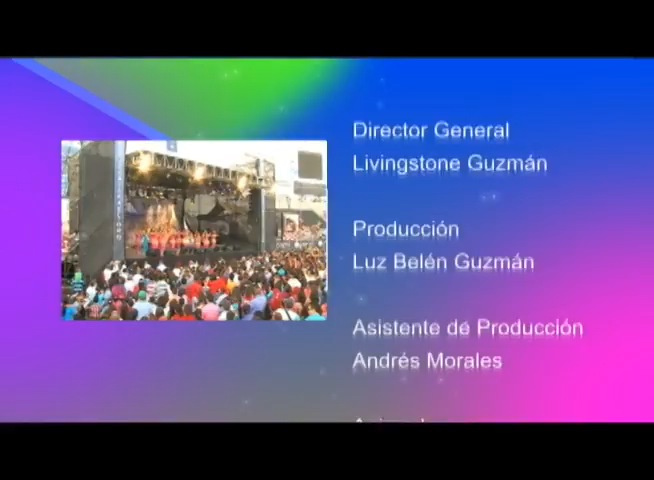 Director General
Livingstone Guzmán
Producción
Luz Belén Guzmán
Asistente de Producción
Andrés Morales